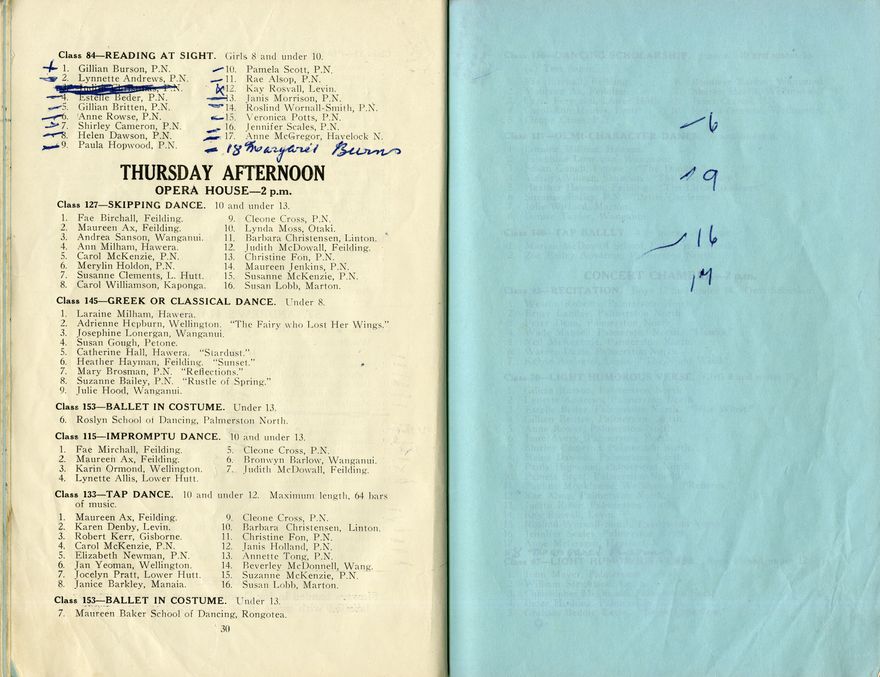 Class 84—READING AT SIGHT. Girls 8 and under 10.
1. Gillian Burson, P.N.
2. Lynnette Andrews, P.N.
4. Estelle Beder, P.N.
5. Gillian Britten, P.N.
6. Anne Rowse, P.N.
7. Shirley Cameron, P.N.
8. Helen Dawson, P.N.
9. Paula Hopwood, P.N.
10. Pamela Scott, P.N.
11. Rae Alsop, P.N.
12. Kay Rosvall, Levin.
13. Janis Morrison, P.N.
14. Roslind Wornall-Smith, P.N.
15. Veronica Potts, P.N.
16. Jennifer Scales, P.N.
17. Anne McGregor, Havelock N.
18 Margaret Burns
THURSDAY AFTERNOON
OPERA HOUSE—2 p.m.
Class 127—SKIPPING DANCE. 10 and under 13.
1. Fae Birchall, Feilding.
2. Maureen Ax, Feilding.
3. Andrea Sanson, Wanganui.
4. Ann Milham, Hawera.
5. Carol McKenzie, P.N.
6. Merylin Holdon, P.N.
7. Susanne Clements, L. Hutt.
8. Carol Williamson, Kaponga.
9. Cleone Cross, P.N.
10. Lynda Moss, Otaki.
11. Barbara Christensen, Linton.
12. Judith McDowall, Feilding.
13. Christine Fon, P.N.
14. Maureen Jenkins, P.N.
15. Susanne McKenzie, P.N.
16. Susan Lobb, Marton.
Class 145—GREEK OR CLASSICAL DANCE. Under 8.
1. Laraine Milham, Hawera.
2. Adrienne Hepburn, Wellington. "The Fairy who Lost Her Wings."
3. Josephine Lonergan, Wanganui.
4. Susan Gough, Petone.
5. Catherine Hall, Hawera. "Stardust."
6. Heather Hayman, Feilding. "Sunset."
7. Mary Brosman, P.N. "Reflections."
8. Suzanne Bailey, P.N. "Rustle of Spring."
9. Julie Hood, Wanganui.
Class 153—BALLET IN COSTUME. Under 13.
6. Roslyn School of Dancing, Palmerston North.
Class 115—IMPROMPTU DANCE. 10 and under 13.
1. Fae Mirchall, Feilding.
2. Maureen Ax, Feilding.
3. Karin Ormond, Wellington.
4. Lynette Allis, Lower Hutt.
5. Cleone Cross, P.N.
6. Bronwyn Barlow, Wanganui.
7. Judith McDowall, Feilding.
Class 133—TAP DANCE. 10 and under 12. Maximum length, 64 bars
of music.
1. Maureen Ax, Feilding.
2. Karen Denby, Levin.
3. Robert Kerr, Gisborne.
4. Carol McKenzie, P.N.
5. Elizabeth Newman, P.N.
6. Jan Yeoman, Wellington.
7. Jocelyn Pratt, Lower Hutt.
8. Janice Barkley, Manaia.
9. Cleone Cross, P.N.
10. Barbara Christensen, Linton.
11. Christine Fon, P.N.
12. Janis Holland, P.N.
13. Annette Tong, P.N.
14. Beverley McDonnell, Wang.
15. Suzanne McKenzie, P.N.
16. Susan Lobb, Marton.
Class 153—BALLET IN COSTUME. Under 13.
7. Maureen Baker School of Dancing, Rongotea.
30
6
9
16
17